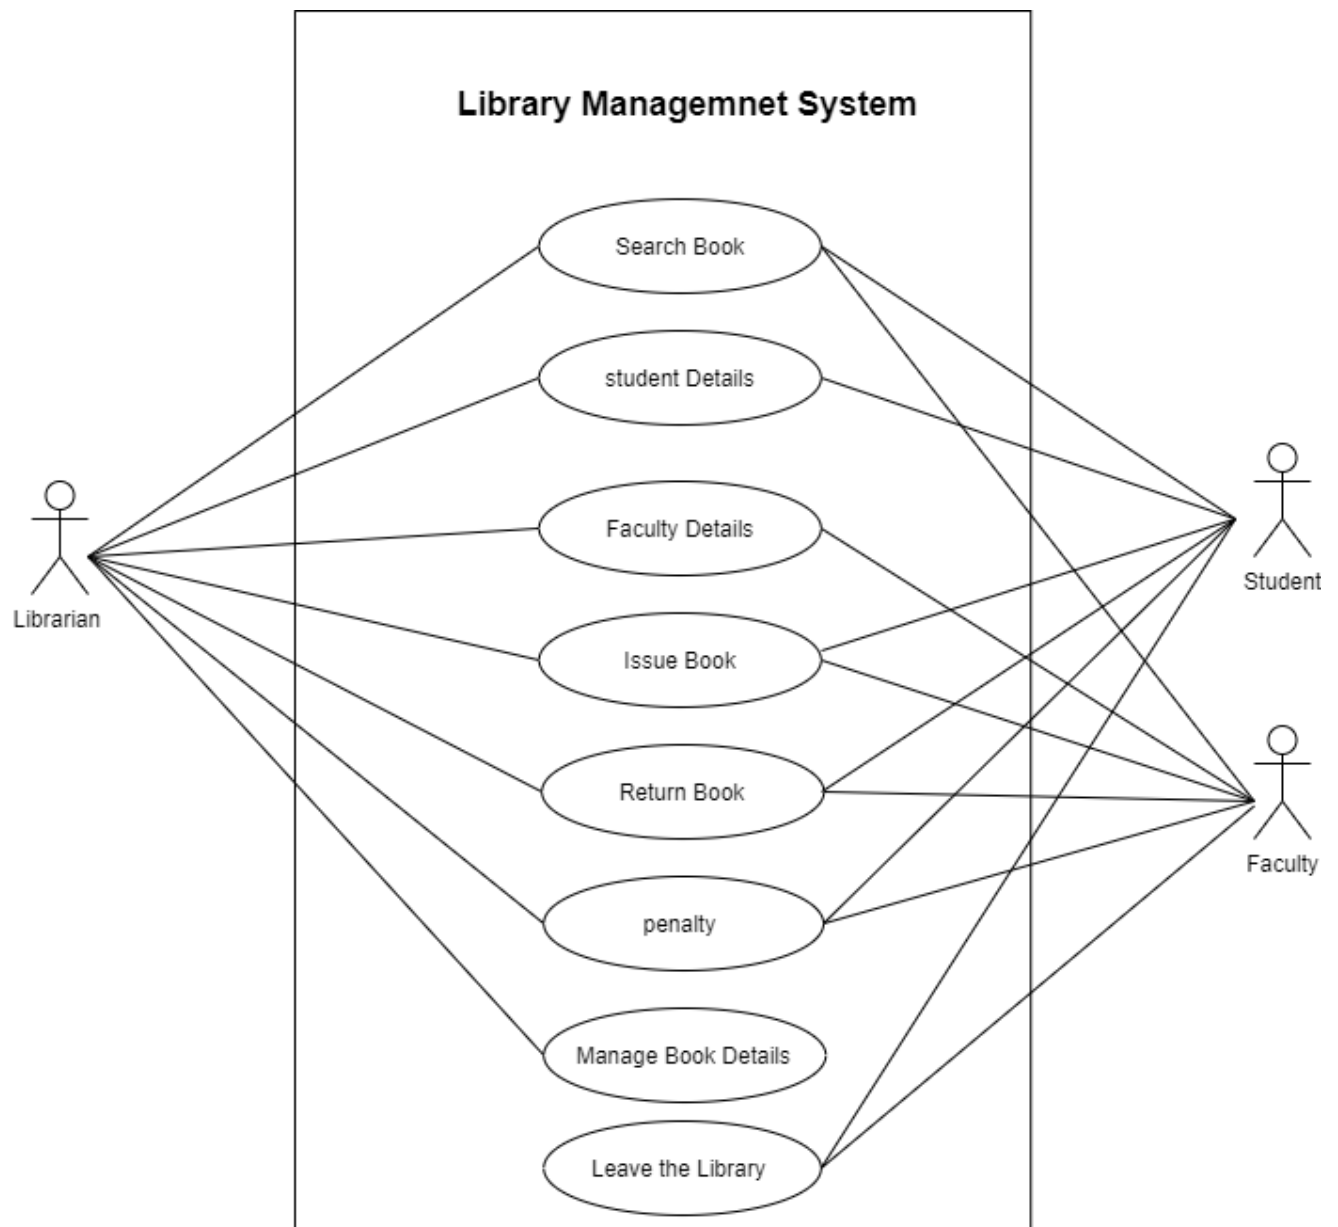 Library Managemnet System
Search Book
student Details
Faculty Details
Librarian
Student
Issue Book
Return Book
Faculty
penalty
Manage Book Details
Leave the Library